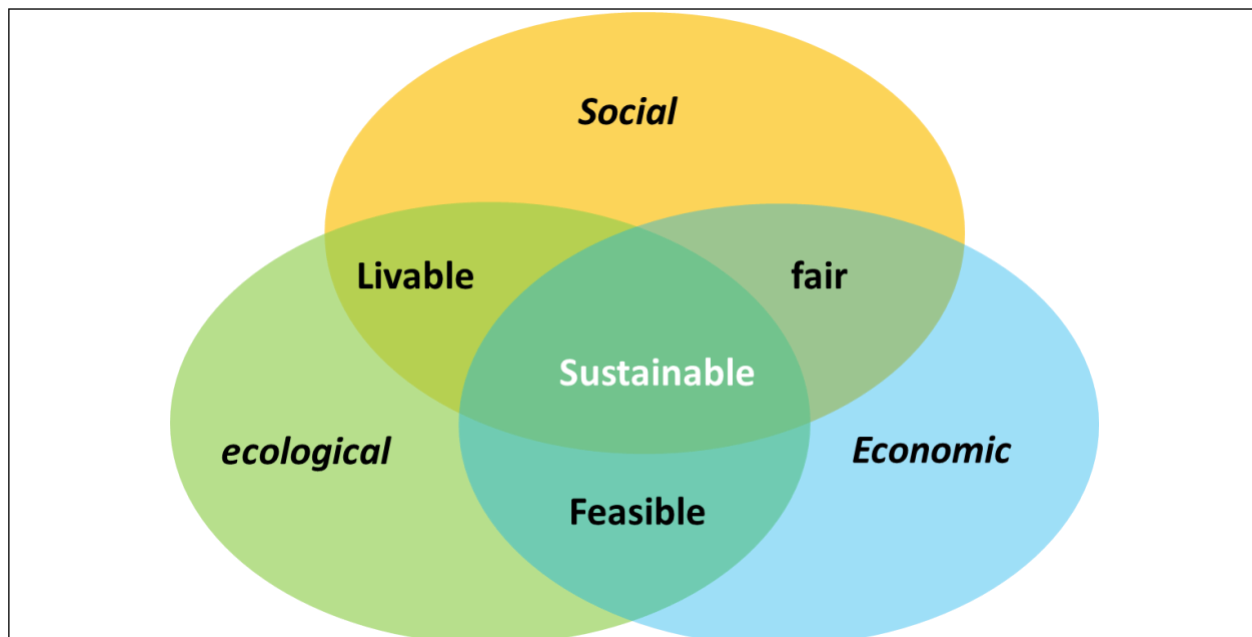 Social
Livable
fair
Sustainable
ecological
Economic
Feasible